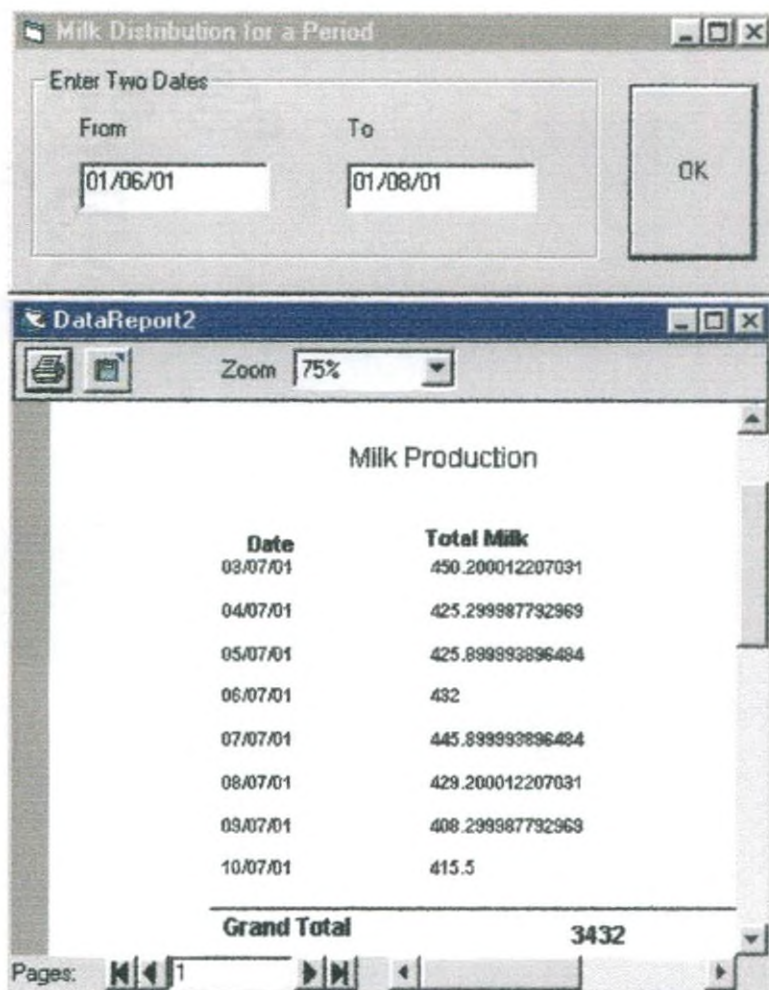 Milk Distribution for a Period
Enter Two Dates
From To
01/06/01 01/08/01
OK
DataReport2
Zoom 75%
Milk Production
Date Total Milk
03/07/01 450.200012207031
04/07/01 425.299987792969
05/07/01 425.899993896484
06/07/01 432
07/07/01 445.899993896484
08/07/01 429.200012207031
09/07/01 408.299987792969
10/07/01 415.5
Grand Total 3432
Pages: 1